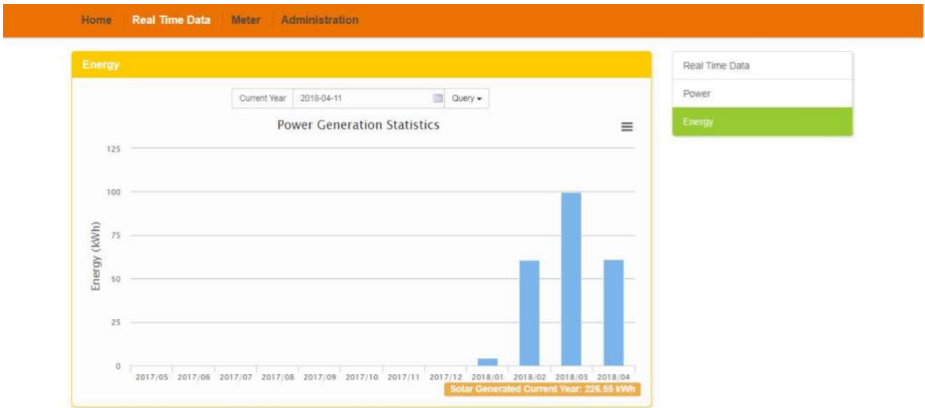 Home Real Time Data Meter Administration
Energy
Current Year 2018-04-11 Query
Power Generation Statistics
Energy (kWh)
125
100
75
50
25
0
2017/05 2017/06 2017/07 2017/08 2017/09 2017/10 2017/11 2017/12 2018/01 2018/02 2018/03 2018/04
Solar Generated Current Year: 226.55 kWh
Real Time Data
Power
Energy